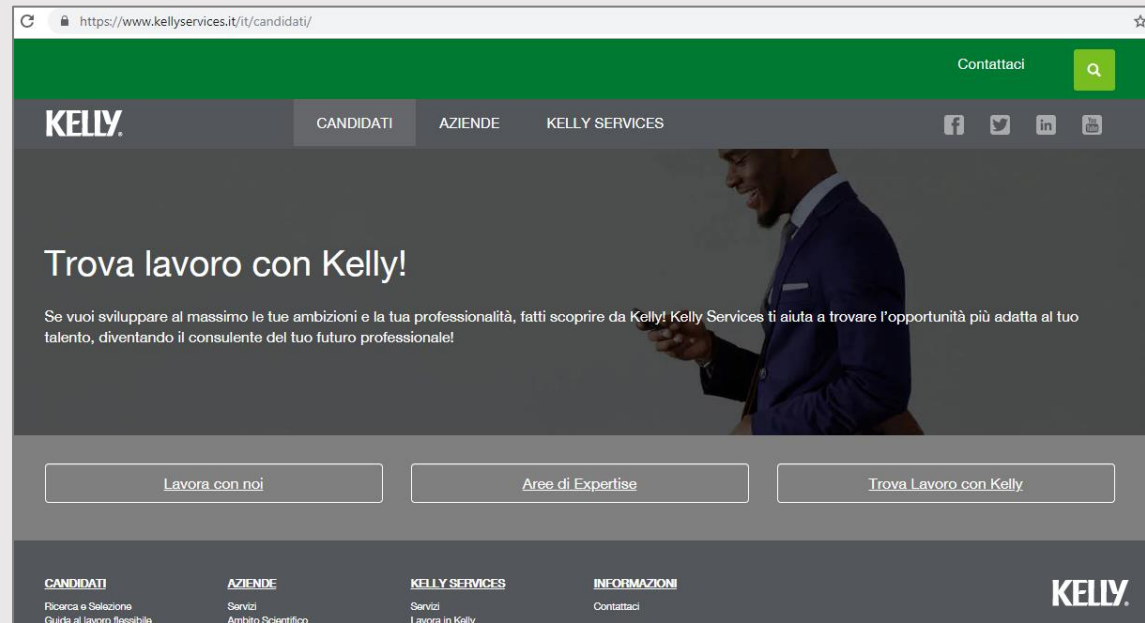 https://www.kellyservices.it/it/candidati/
Contattaci
KELLY.
CANDIDATI AZIENDE KELLY SERVICES
Trova lavoro con Kelly!
Se vuoi sviluppare al massimo le tue ambizioni e la tua professionalità, fatti scoprire da Kelly! Kelly Services ti aiuta a trovare l'opportunità più adatta al tuo
talento, diventando il consulente del tuo futuro professionale!
Lavora con noi Aree di Expertise Trova Lavoro con Kelly
CANDIDATI AZIENDE KELLY SERVICES INFORMAZIONI
KELLY.
Ricerca e Selezione Servizi Servizi Contattaci
Guida al lavoro flessibile Ambito Scientifico Lavora in Kelly